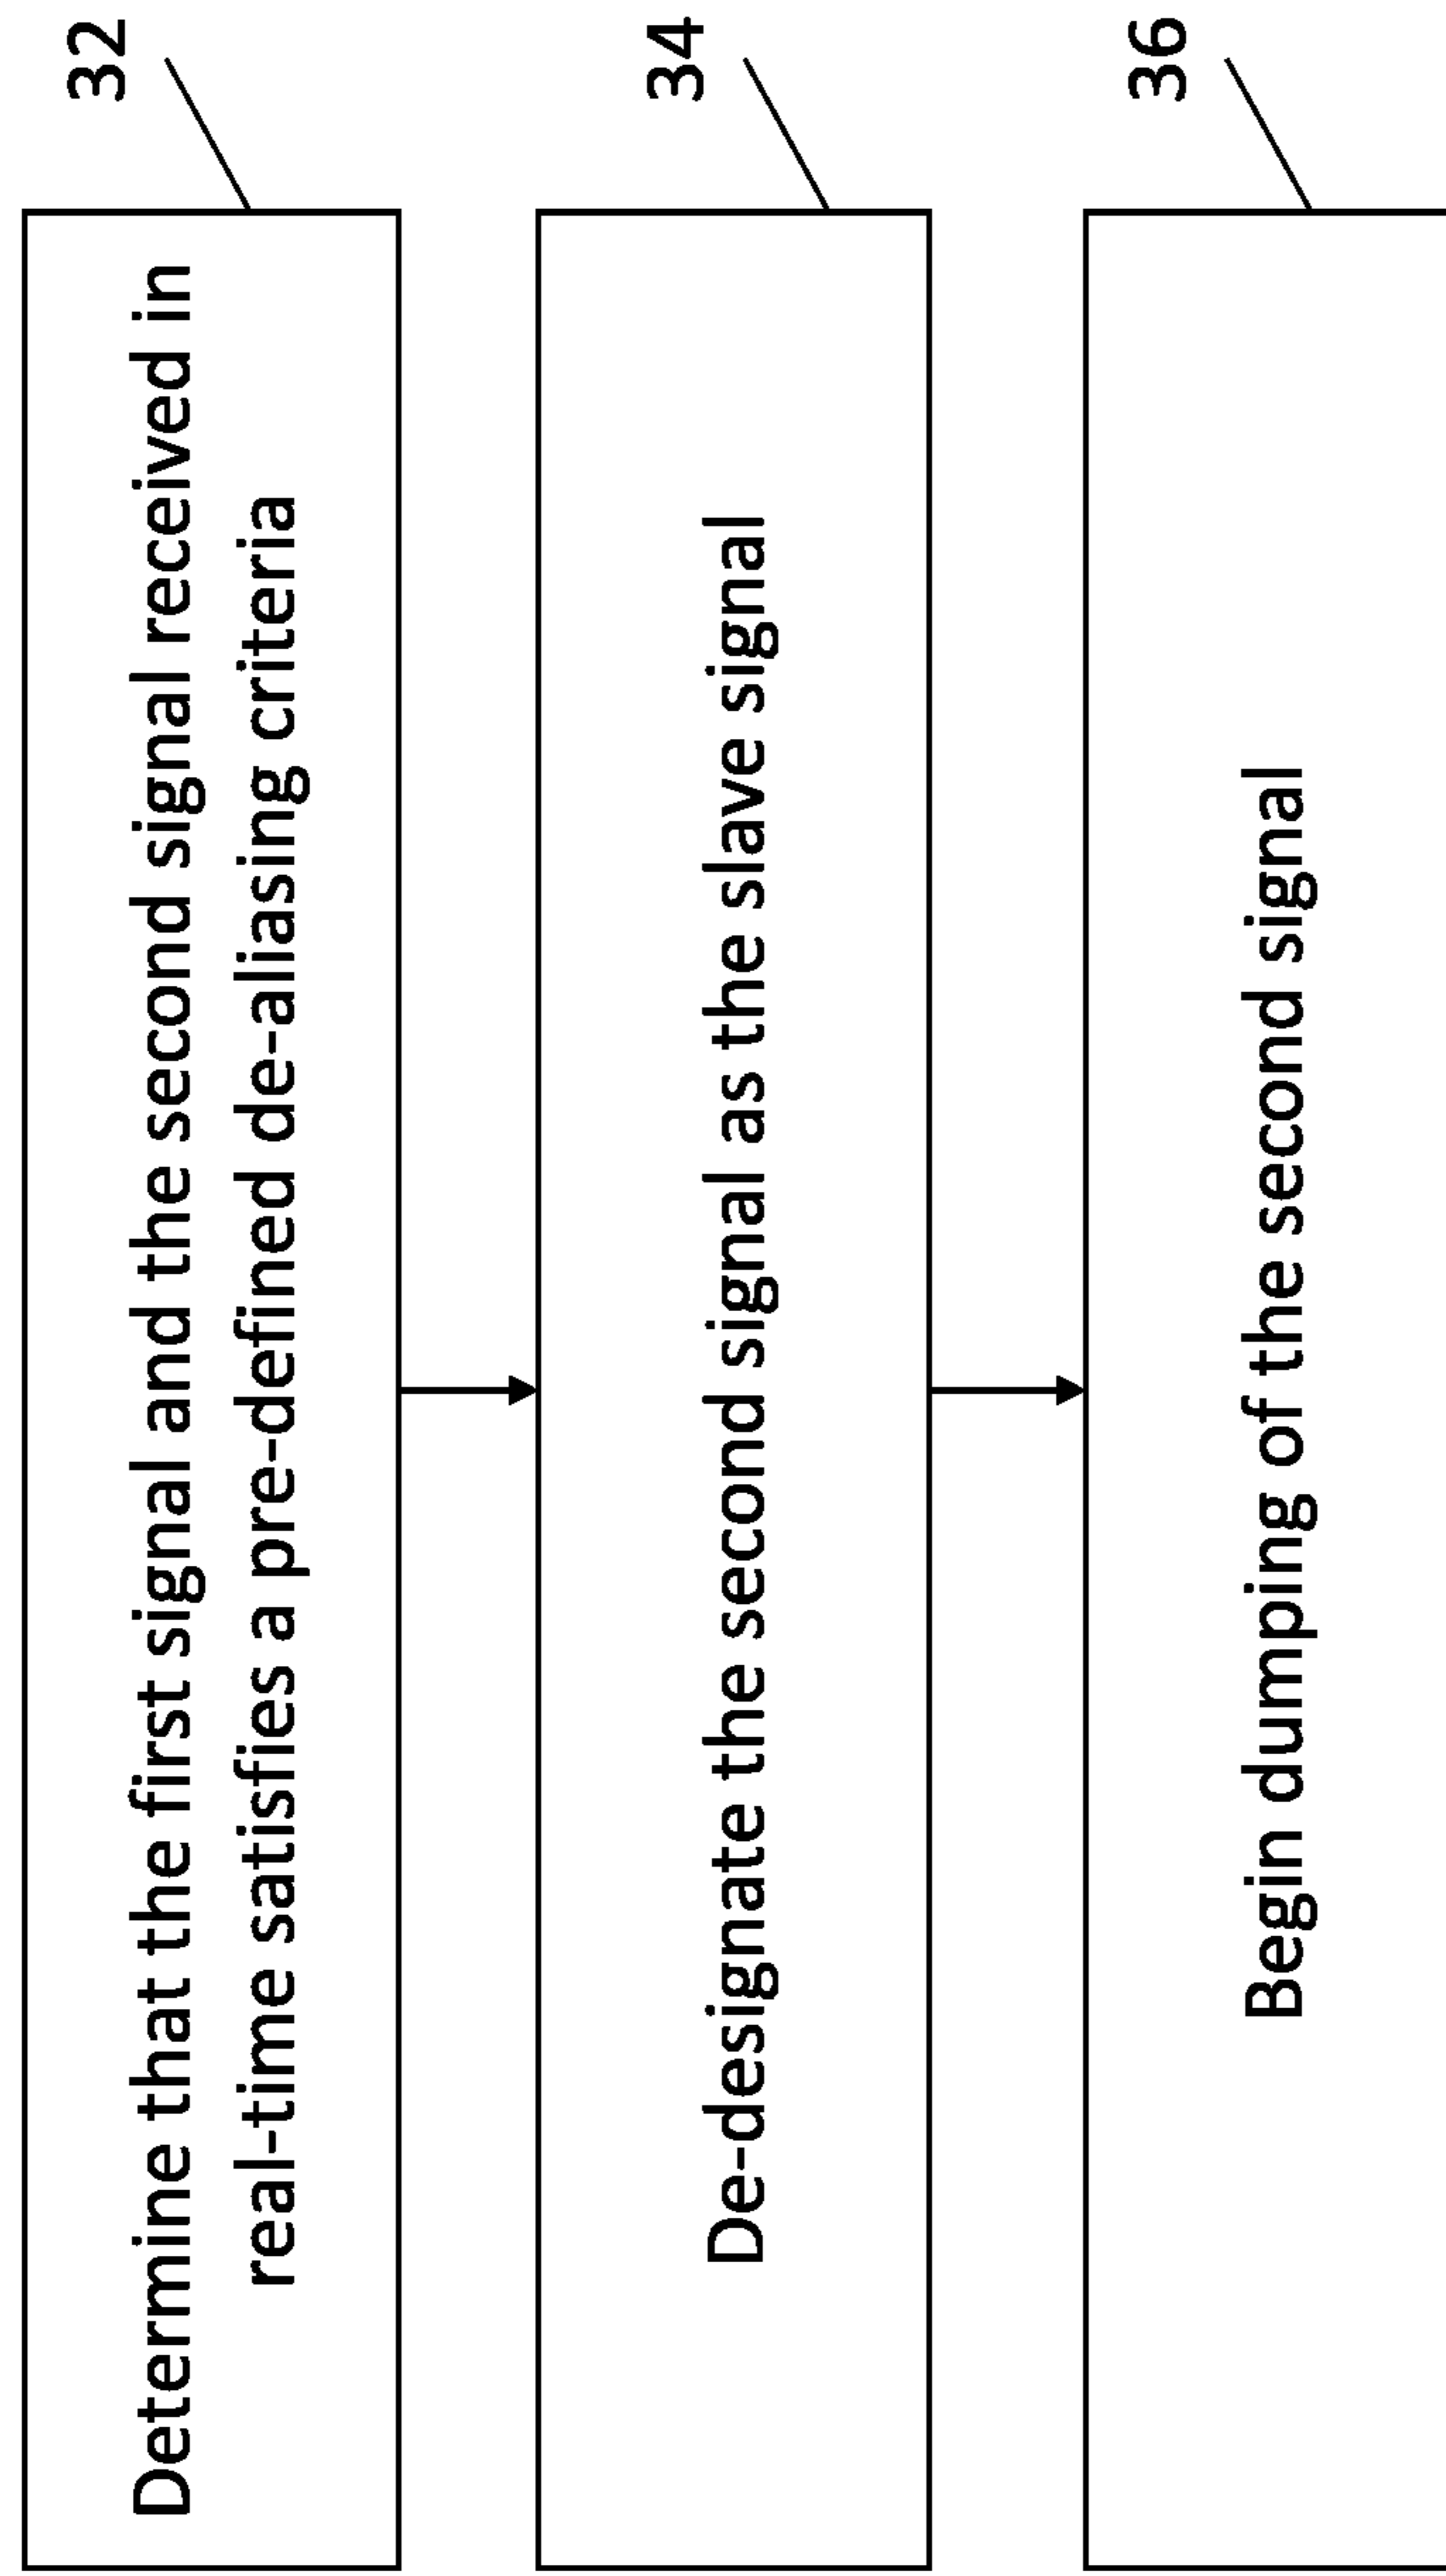 Determine that the first signal and the second signal received in
real-time satisfies a pre-defined de-aliasing criteria
32
De-designate the second signal as the slave signal
34
Begin dumping of the second signal
36